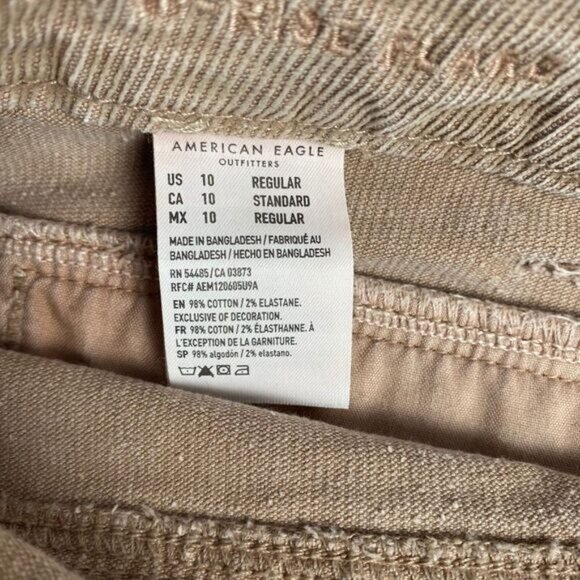 RISE FLARE
AMERICAN EAGLE
OUTFITTERS
US 10 REGULAR
CA 10 STANDARD
MX 10 REGULAR
MADE IN BANGLADESH / FABRIQUÉ AU
BANGLADESH / HECHO EN BANGLADESH
RN 54485 / CA 03873
RFC# AEM120605U9A
EN 98% COTTON / 2% ELASTANE.
EXCLUSIVE OF DECORATION.
FR 98% COTON / 2% ÉLASTHANNE. À
L'EXCEPTION DE LA GARNITURE.
SP 98% algodón / 2% elastano.